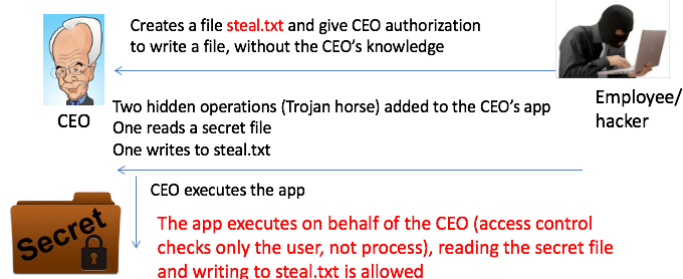 Creates a file steal.txt and give CEO authorization
to write a file, without the CEO's knowledge
Employee/
hacker
CEO
Two hidden operations (Trojan horse) added to the CEO's app
One reads a secret file
One writes to steal.txt
CEO executes the app
Secret
The app executes on behalf of the CEO (access control
checks only the user, not process), reading the secret file
and writing to steal.txt is allowed